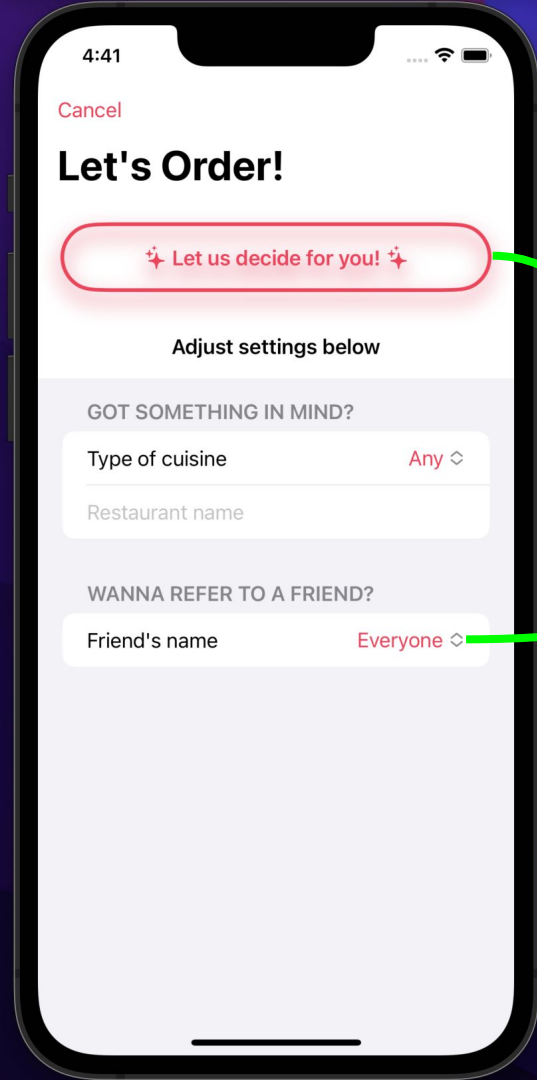 4:41
Cancel
Let's Order!
Let us decide for you!
Adjust settings below
GOT SOMETHING IN MIND?
Type of cuisine Any
Restaurant name
WANNA REFER TO A FRIEND?
Friend's name Everyone